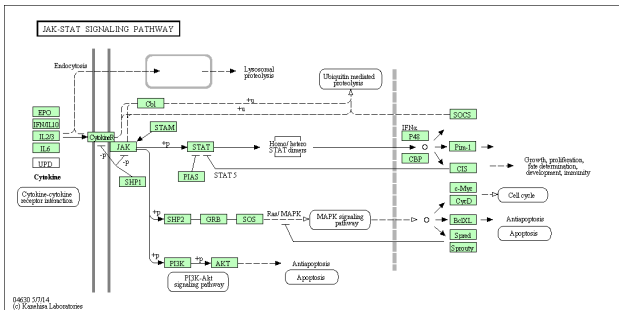 JAK-STAT SIGNALING PATHWAY
Endocytosis
Lysosomal
proteolysis
Ubiquitin mediated
proteolysis
Cbl
+u
+u
SOCS
EPO
IFN/IL10
IL2/3
IL6
UPD
Cytokine
CytokineR
JAK
STAM
+p
STAT
Homo/ hetero
STAT dimers
IFNα
P48
CBP
Pim-1
CIS
-p
-p
SHP1
PIAS
STAT5
Growth, proliferation,
fate determination,
development, immunity
Cytokine-cytokine
receptor interaction
c-Myc
CycD
Cell cycle
+p
SHP2
GRB
SOS
Ras/ MAPK
MAPK signaling
pathway
BclXL
Antiapoptosis
Apoptosis
Spred
Sprouty
+p
PI3K
+p
AKT
Antiapoptosis
Apoptosis
PI3K-Akt
signaling pathway
04630 5/7/14
(c) Kanehisa Laboratories